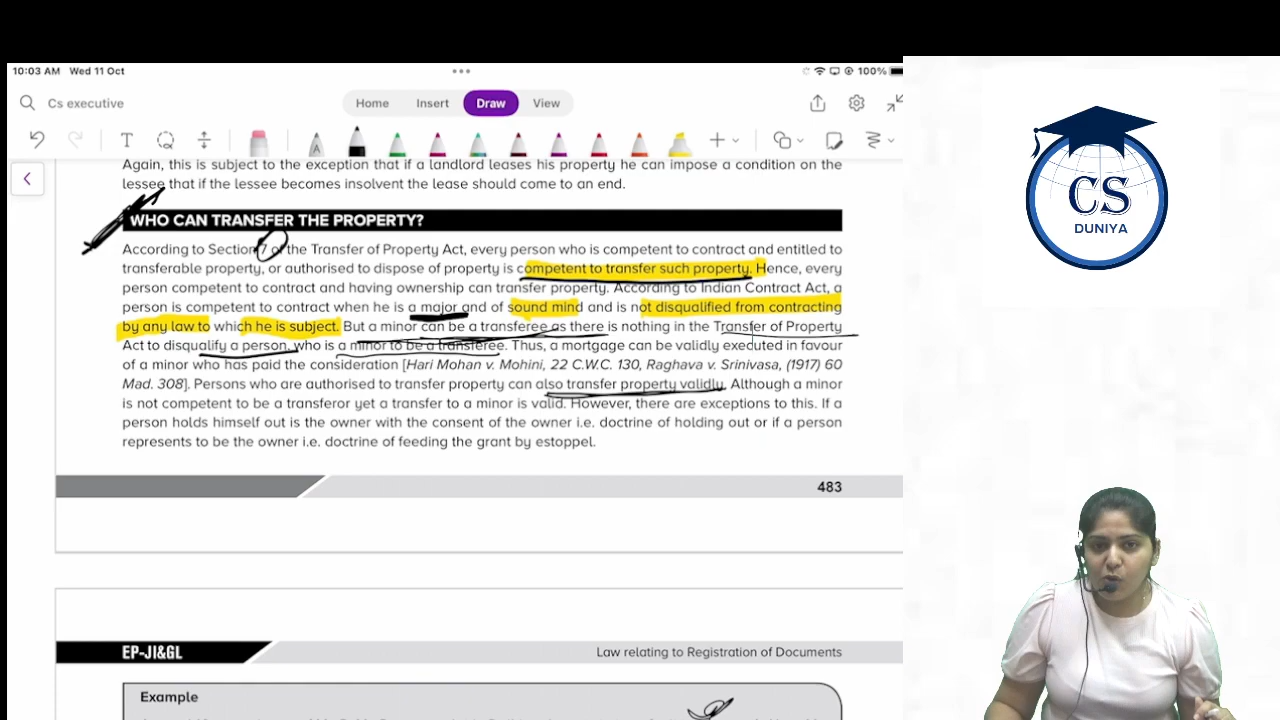 10:03 AM Wed 11 Oct
100%
Cs executive
Home Insert Draw View
Again, this is subject to the exception that if a landlord leases his property he can impose a condition on the
lessee that if the lessee becomes insolvent the lease should come to an end.
WHO CAN TRANSFER THE PROPERTY?
According to Section 7 of the Transfer of Property Act, every person who is competent to contract and entitled to
transferable property, or authorised to dispose of property is competent to transfer such property. Hence, every
person competent to contract and having ownership can transfer property. According to Indian Contract Act, a
person is competent to contract when he is a major and of sound mind and is not disqualified from contracting
by any law to which he is subject. But a minor can be a transferee as there is nothing in the Transfer of Property
Act to disqualify a person, who is a minor to be a transferee. Thus, a mortgage can be validly executed in favour
of a minor who has paid the consideration [Hari Mohan v. Mohini, 22 C.W.C. 130, Raghava v. Srinivasa, (1917) 60
Mad. 308]. Persons who are authorised to transfer property can also transfer property validly. Although a minor
is not competent to be a transferor yet a transfer to a minor is valid. However, there are exceptions to this. If a
person holds himself out is the owner with the consent of the owner i.e. doctrine of holding out or if a person
represents to be the owner i.e. doctrine of feeding the grant by estoppel.
483
EP-JI&GL
Law relating to Registration of Documents
Example
CS
DUNIYA